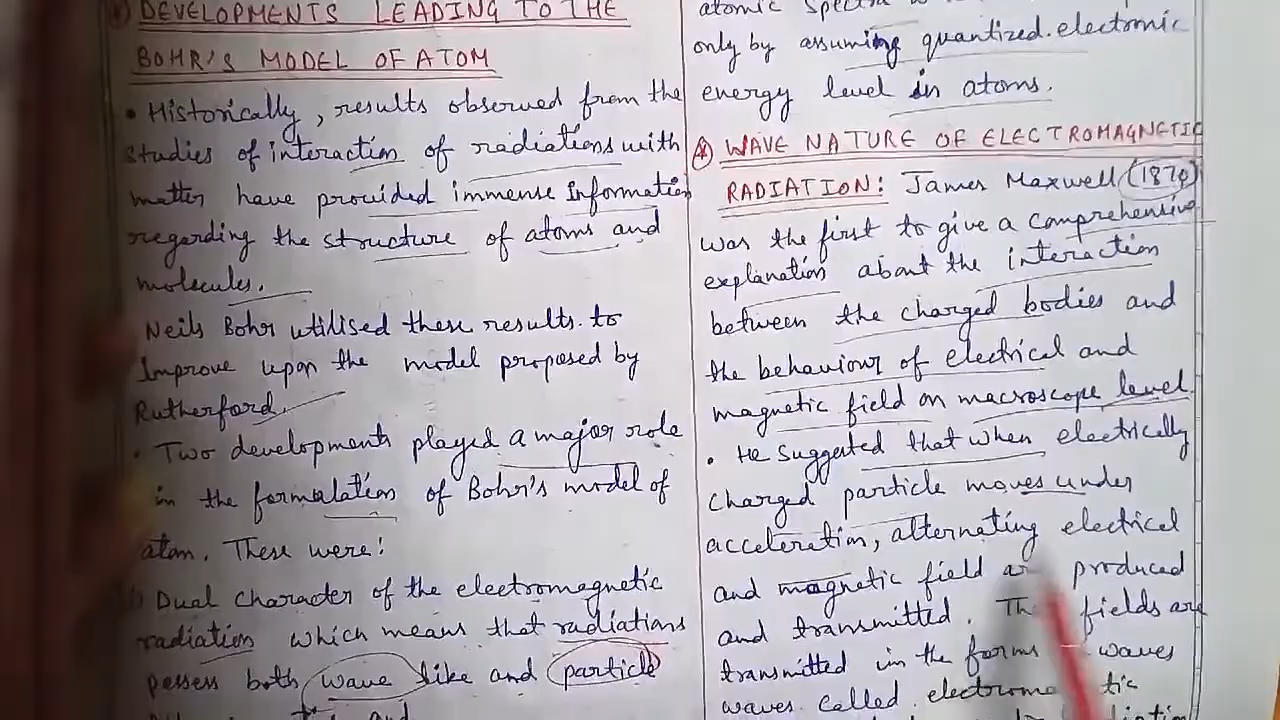 DEVELOPMENTS LEADING TO THE
BOHR'S MODEL OF ATOM
• Historically, results observed from the
studies of interaction of radiations with
matter have provided immense Information
regarding the structure of atoms and
molecules.
Neils Bohr utilised these results. to
Improve upon the model proposed by
Rutherford.
• Two developments played a major role
in the formulation of Bohr's model of
atom. These were:
Dual Character of the electromagnetic
radiation which means that radiations
possess both wave like and particle
and
atomic spectra
only by assuming quantized electronic
energy level in atoms.
WAVE NATURE OF ELECTROMAGNETIC
RADIATION: James Maxwell (1870)
was the first to give a comprehensive
explanation about the interaction
between the charged bodies and
the behaviour of electrical and
magnetic field on macroscope level.
• He suggested that when electrically
charged particle moves under
acceleration, alternating electrical
and magnetic field produced
and transmitted. fields are
transmitted in the forms waves
waves called